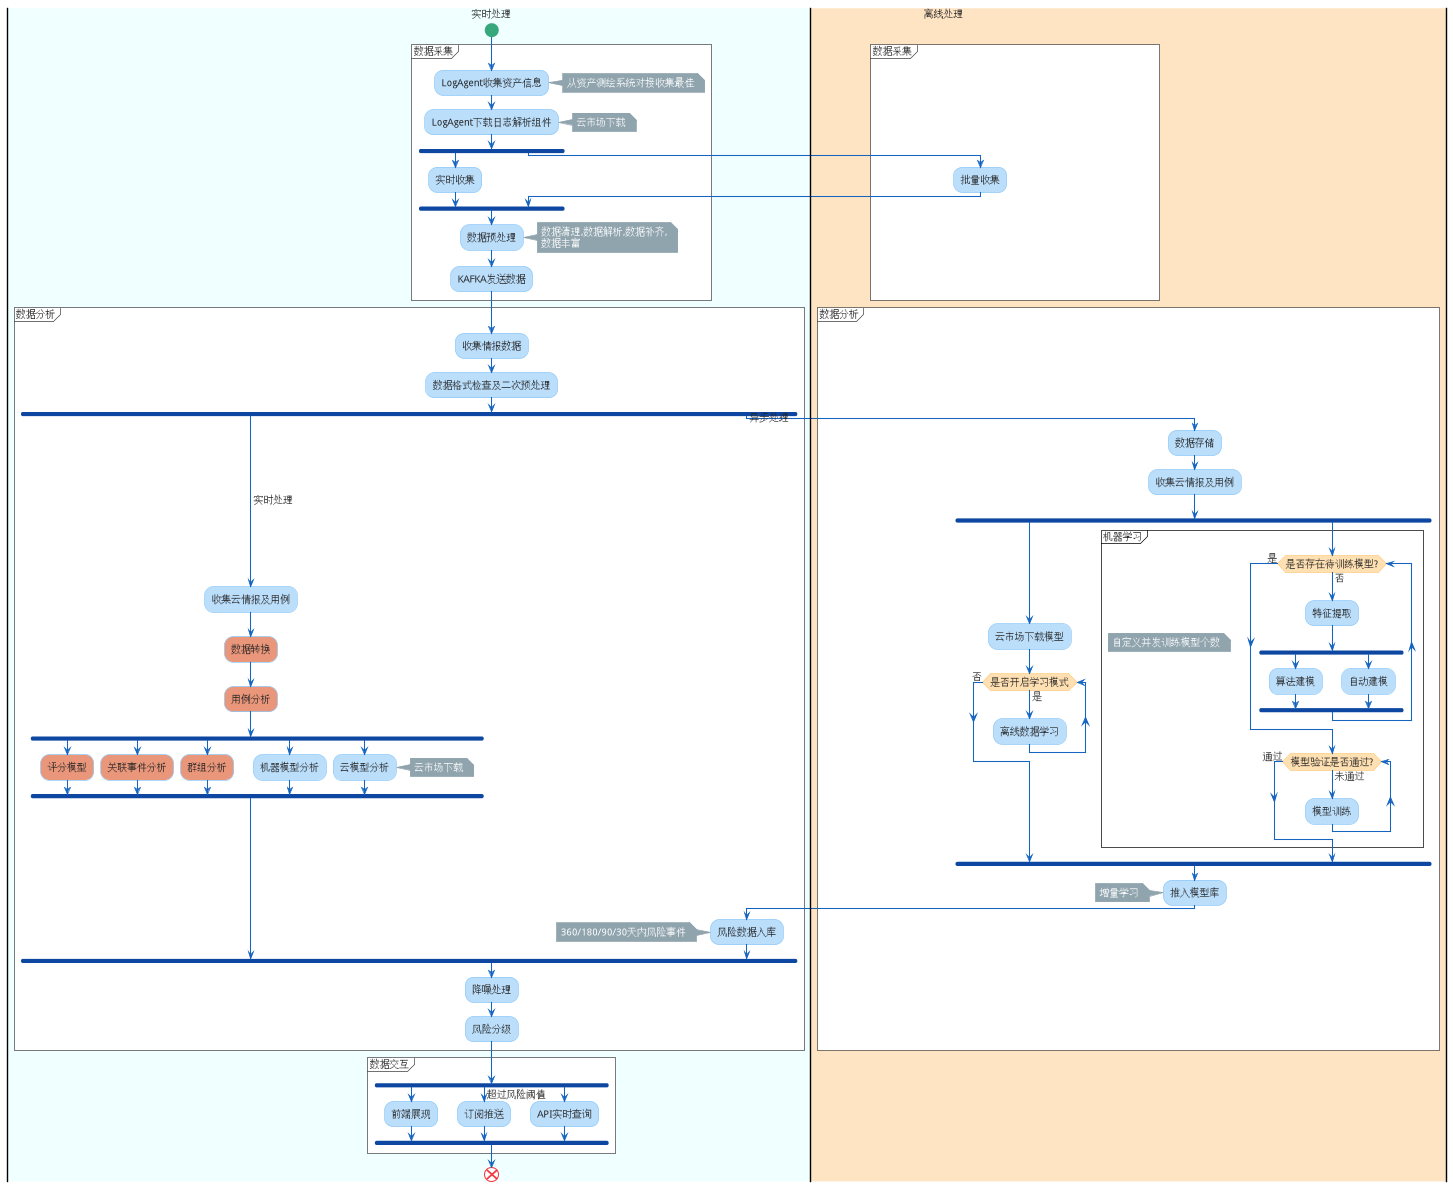 实时处理
离线处理
数据采集
数据采集
LogAgent收集资产信息
从资产测绘系统对接收集最佳
LogAgent下载日志解析组件
云市场下载
实时收集
批量收集
数据预处理
数据清理,数据解析,数据补齐,
数据丰富
KAFKA发送数据
数据分析
数据分析
收集情报数据
数据格式检查及二次预处理
异步处理
数据存储
收集云情报及用例
实时处理
机器学习
是
是否存在待训练模型?
否
特征提取
自定义并发训练模型个数
算法建模
自动建模
收集云情报及用例
数据转换
用例分析
云市场下载模型
否
是否开启学习模式
是
离线数据学习
评分模型
关联事件分析
群组分析
机器模型分析
云模型分析
云市场下载
通过
模型验证是否通过?
未通过
模型训练
增量学习
推入模型库
360/180/90/30天内风险事件
风险数据入库
降噪处理
风险分级
数据交互
超过风险阈值
前端展现
订阅推送
API实时查询